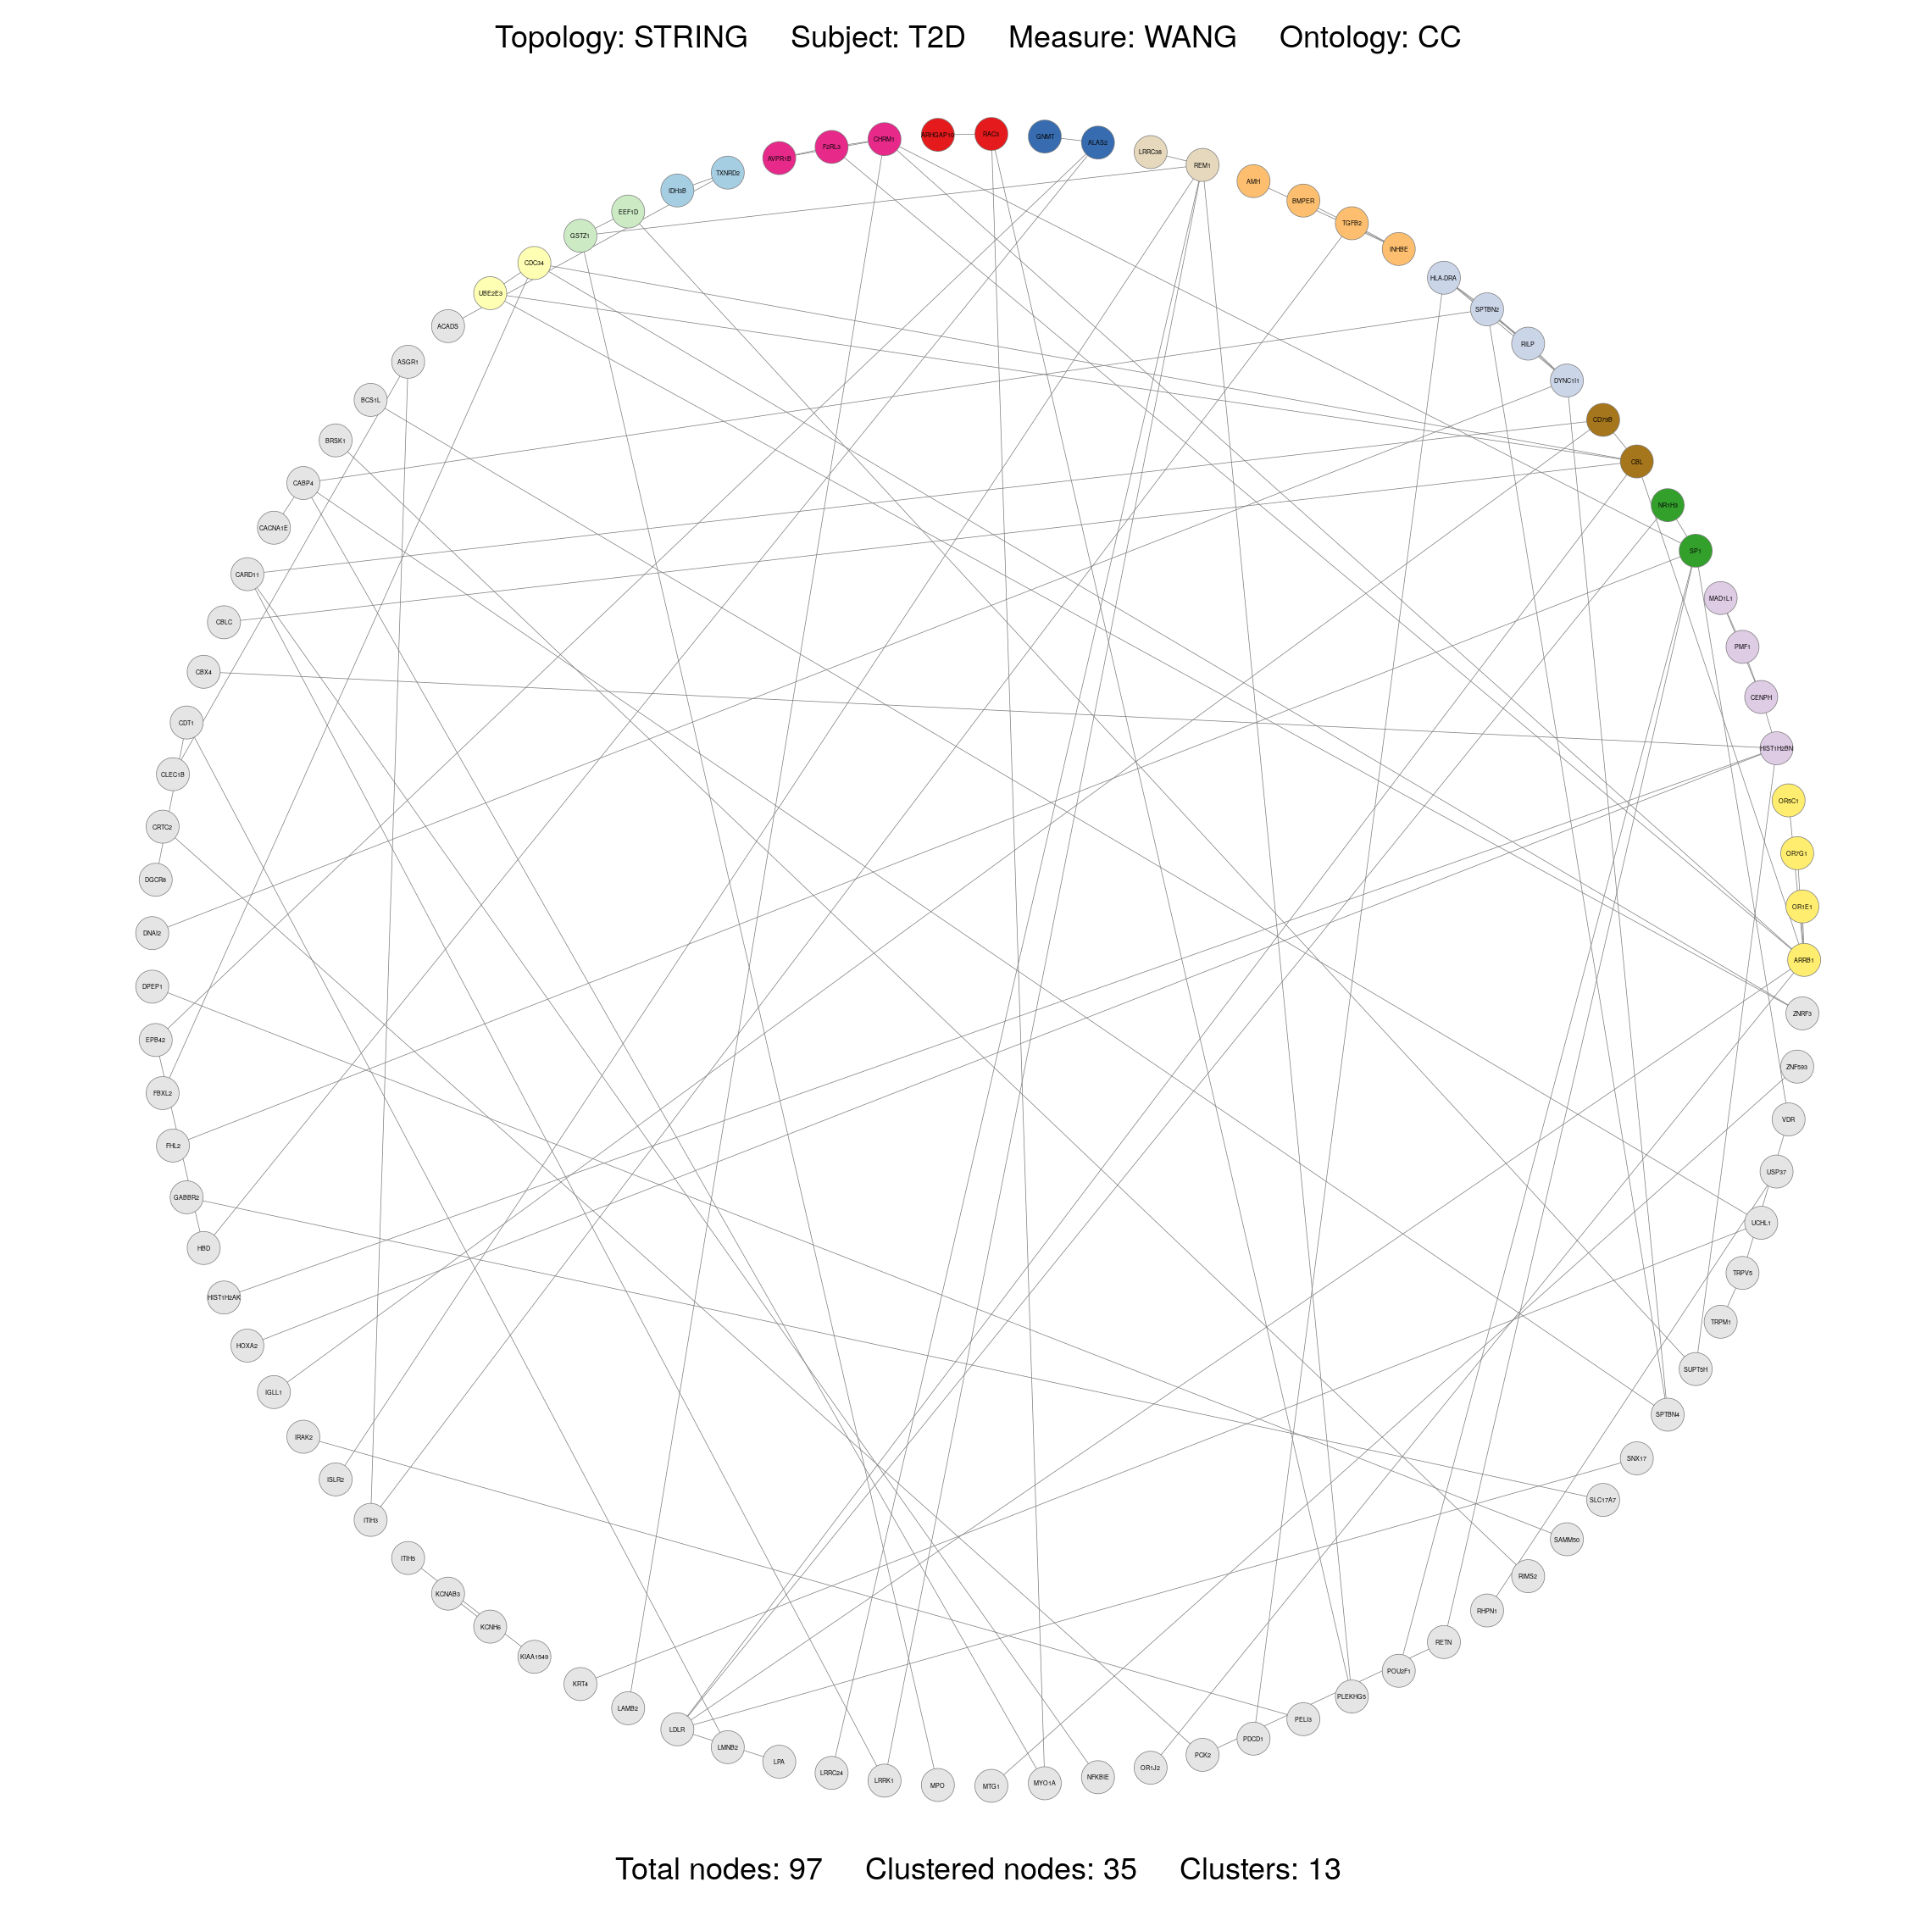 Topology: STRING Subject: T2D Measure: WANG Ontology: CC
CHRM1
RAC3
ARHGAP10
GNMT
F2RL3
ALAS2
LRRC38
AVPR1B
REM1
TXNRD2
AMH
IDH3B
BMPER
EEF1D
TGFB2
GSTZ1
INHBE
CDC34
HLA-DRA
UBE2E3
SPTBN2
ACADS
RILP
ASGR1
DYNC1I1
BCS1L
CD79B
BRSK1
CBL
CABP4
NR1H3
CACNA1E
SP1
CARD11
MAD1L1
CBLC
PMF1
CBX4
CENPH
CDT1
HIST1H2BN
CLEC1B
OR5C1
CRTC2
OR7G1
DGCR8
OR1E1
DNAI2
ARRB1
DPEP1
ZNRF3
EPB42
ZNF593
FBXL2
VDR
FHL2
USP37
GABBR2
UCHL1
HBD
TRPV5
HIST1H2AK
TRPM1
HOXA2
SUPT5H
IGLL1
SPTBN4
IRAK2
SNX17
ISLR2
SLC17A7
ITIH3
SAMM50
ITIH5
RIMS2
KCNAB3
RHPN1
KCNH6
RETN
KIAA1549
POU2F1
KRT4
PLEKHG5
LAMB2
PELI3
LDLR
PDCD1
LMNB2
PCK2
LPA
OR1J2
LRRC24
NFKBIE
LRRK1
MYO1A
MPO
MTG1
Total nodes: 97 Clustered nodes: 35 Clusters: 13